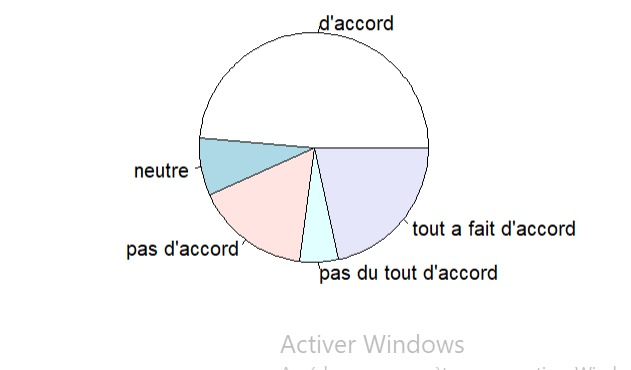 d'accord
neutre
pas d'accord
tout a fait d'accord
pas du tout d'accord
Activer Windows